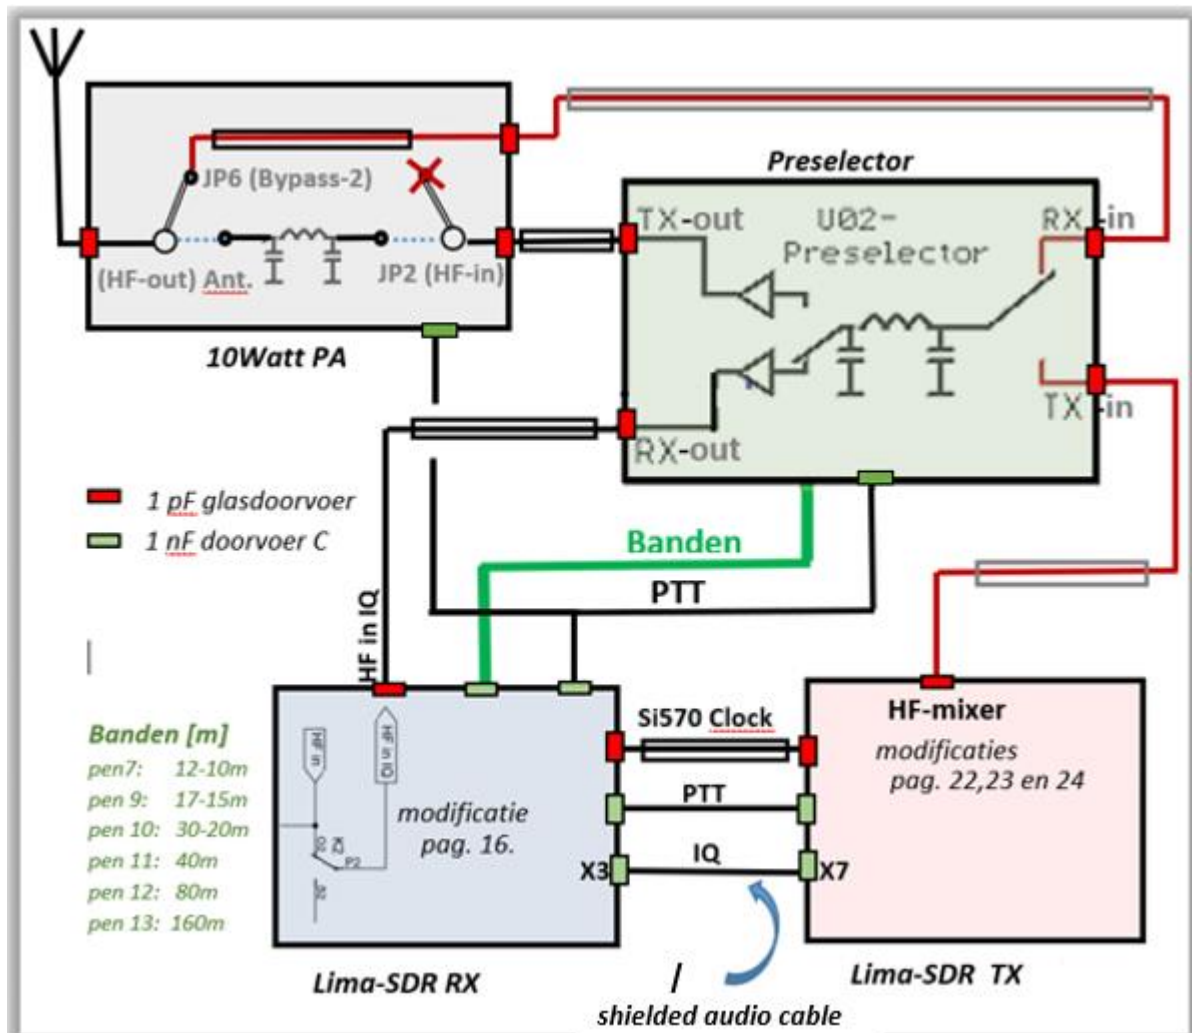 Preselector
JP6 (Bypass-2)
TX-out
U02-
Preselector
RX-in
(HF-out) Ant.
JP2 (HF-in)
10Watt PA
TX-in
RX-out
1 pF glasdoorvoer
1 nF doorvoer C
Banden
PTT
HF in IQ
Banden [m]
pen7: 12-10m
pen 9: 17-15m
pen 10: 30-20m
pen 11: 40m
pen 12: 80m
pen 13: 160m
HF in
HF in IQ
K2
O2
P2
S2
modificatie
pag. 16.
X3
Si570 Clock
PTT
IQ
X7
HF-mixer
modificaties
pag. 22,23 en 24
Lima-SDR RX
Lima-SDR TX
/
shielded audio cable